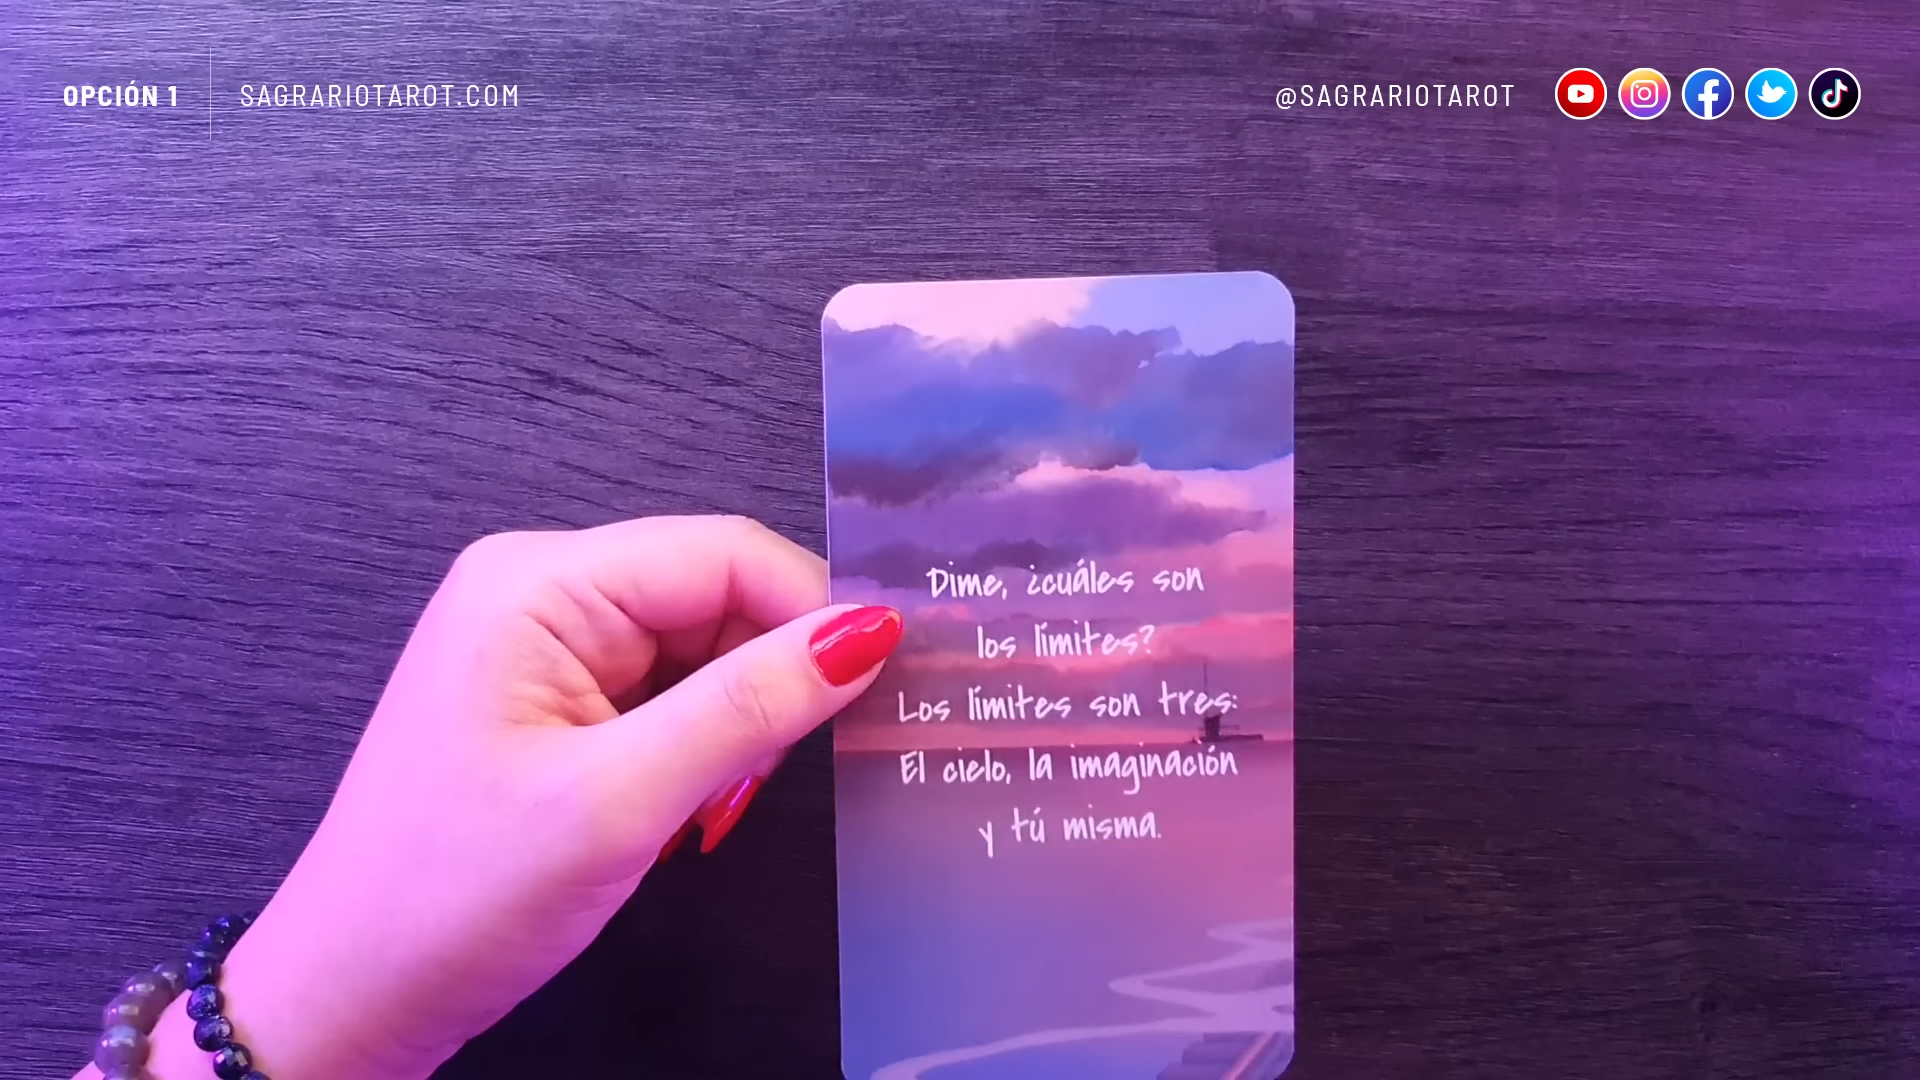 OPCIÓN 1
SAGRARIOTAROT.COM
@SAGRARIOTAROT
Dime, ¿cuáles son
los límites?
Los límites son tres:
El cielo, la imaginación
y tú misma.